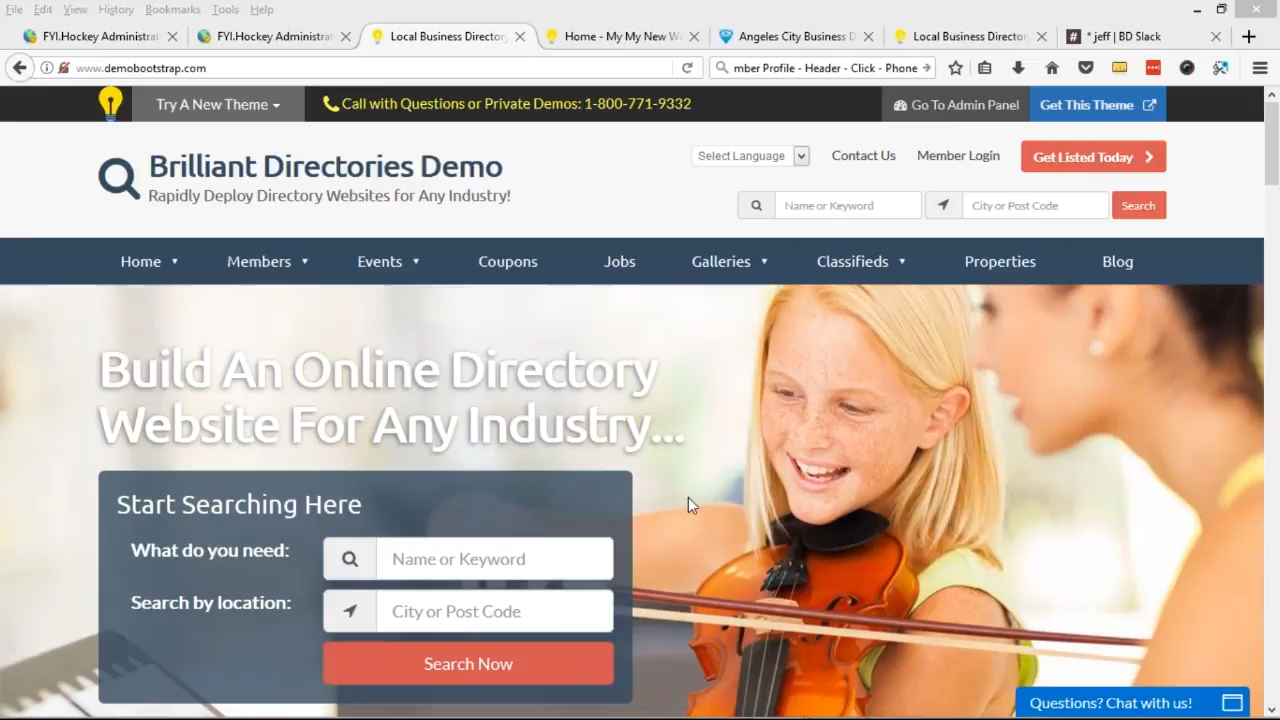 File Edit View History Bookmarks Tools Help
FYI.Hockey Administrat
FYI.Hockey Administrat
Local Business Directory
Home - My My New W
Angeles City Business D
Local Business Directory
* jeff | BD Slack
www.demobootstrap.com
mber Profile - Header - Click - Phone
Try A New Theme
Call with Questions or Private Demos: 1-800-771-9332
Go To Admin Panel
Get This Theme
Brilliant Directories Demo
Rapidly Deploy Directory Websites for Any Industry!
Select Language
Contact Us
Member Login
Get Listed Today
Name or Keyword
City or Post Code
Search
Home Members Events Coupons Jobs Galleries Classifieds Properties Blog
Build An Online Directory
Website For Any Industry...
Start Searching Here
What do you need:
Name or Keyword
Search by location:
City or Post Code
Search Now
Questions? Chat with us!